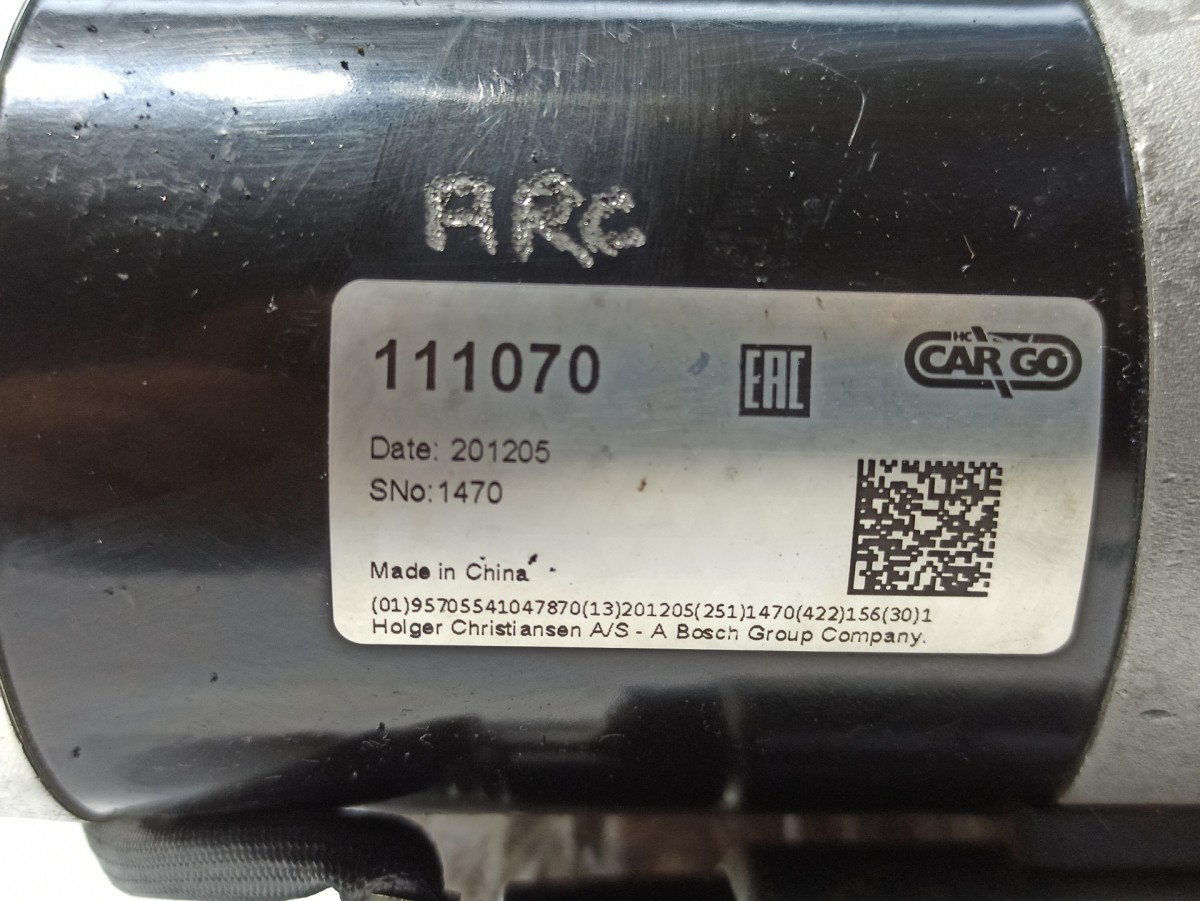 ARC
111070
EAC
HC
CARGO
Date: 201205
SNo:1470
Made in China
(01)95705541047870(13)201205(251)1470(422)156(30)1
Holger Christiansen A/S - A Bosch Group Company.